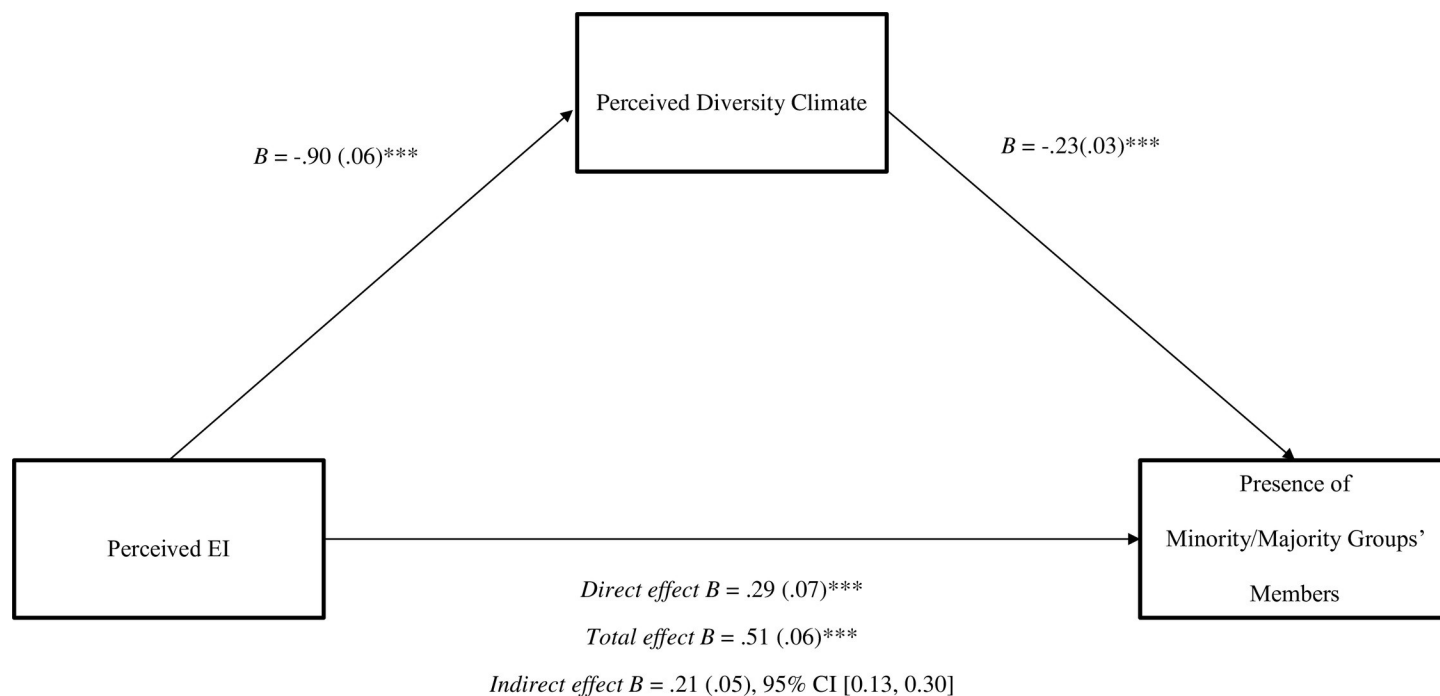 Perceived Diversity Climate
B = -.90 (.06)***
B = -.23(.03)***
Perceived EI
Presence of
Minority/Majority Groups’
Members
Direct effect B = .29 (.07)***
Total effect B = .51 (.06)***
Indirect effect B = .21 (.05), 95% CI [0.13, 0.30]